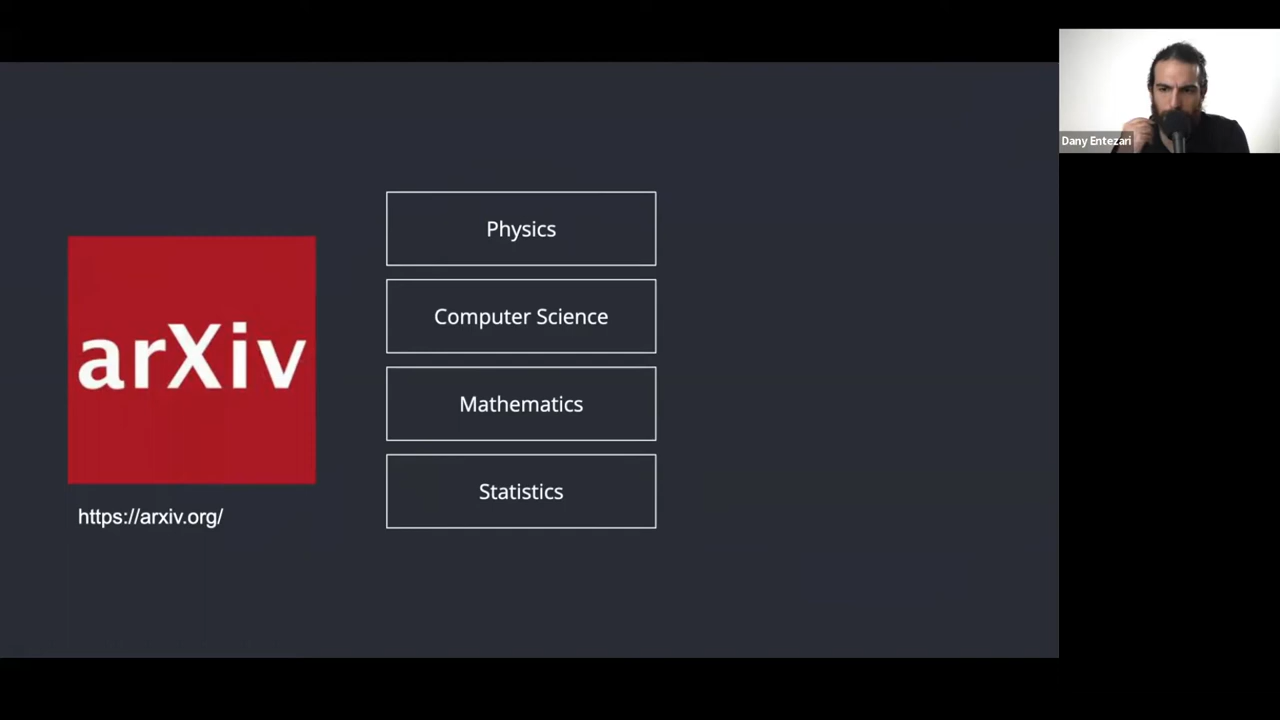 Physics
Computer Science
Mathematics
Statistics
arXiv
https://arxiv.org/
Dany Entezari